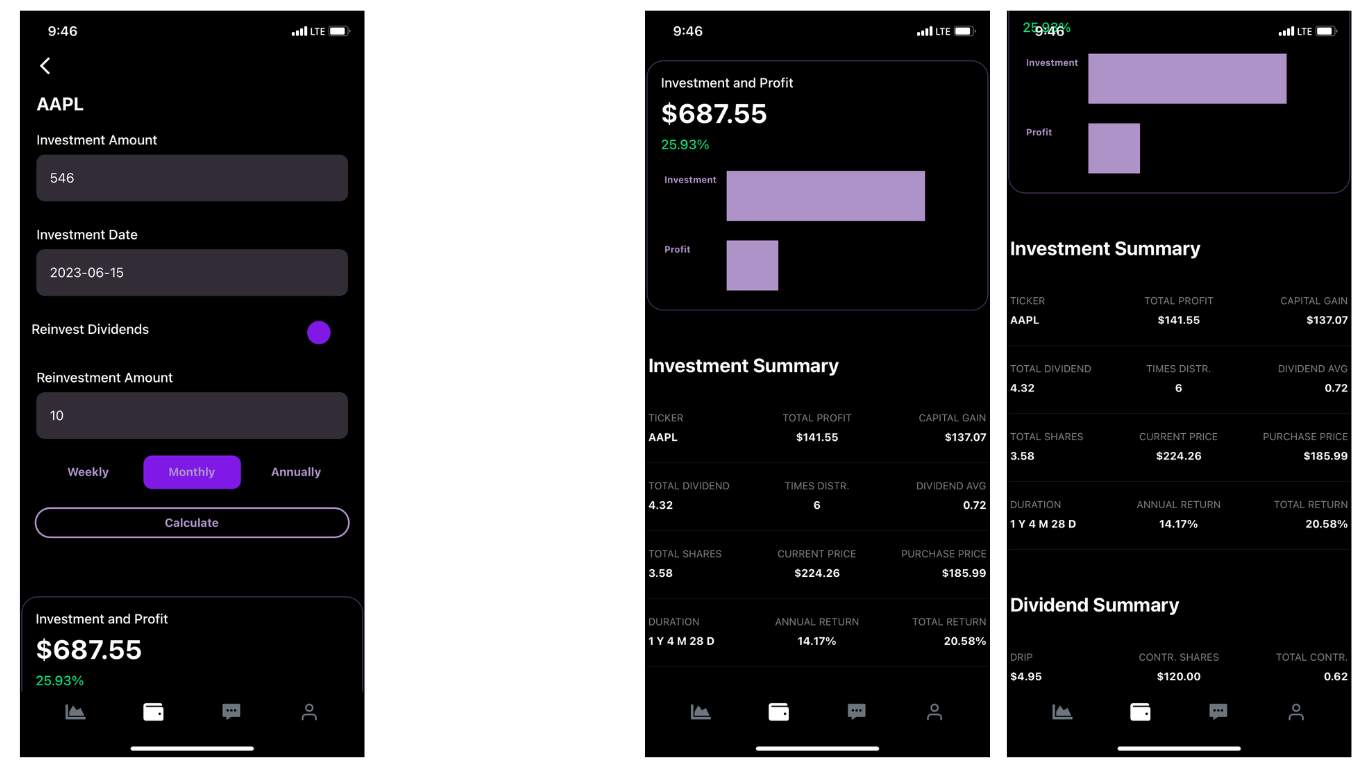 9:46 LTE
AAPL
Investment Amount
546
Investment Date
2023-06-15
Reinvest Dividends
Reinvestment Amount
10
Weekly Monthly Annually
Calculate
Investment and Profit
$687.55
25.93%
9:46 LTE
Investment and Profit
$687.55
25.93%
Investment
Profit
Investment Summary
TICKER TOTAL PROFIT CAPITAL GAIN
AAPL $141.55 $137.07
TOTAL DIVIDEND TIMES DISTR. DIVIDEND AVG
4.32 6 0.72
TOTAL SHARES CURRENT PRICE PURCHASE PRICE
3.58 $224.26 $185.99
DURATION ANNUAL RETURN TOTAL RETURN
1 Y 4 M 28 D 14.17% 20.58%
25.93%
9:46 LTE
Investment
Profit
Investment Summary
TICKER TOTAL PROFIT CAPITAL GAIN
AAPL $141.55 $137.07
TOTAL DIVIDEND TIMES DISTR. DIVIDEND AVG
4.32 6 0.72
TOTAL SHARES CURRENT PRICE PURCHASE PRICE
3.58 $224.26 $185.99
DURATION ANNUAL RETURN TOTAL RETURN
1 Y 4 M 28 D 14.17% 20.58%
Dividend Summary
DRIP CONTR. SHARES TOTAL CONTR.
$4.95 $120.00 0.62